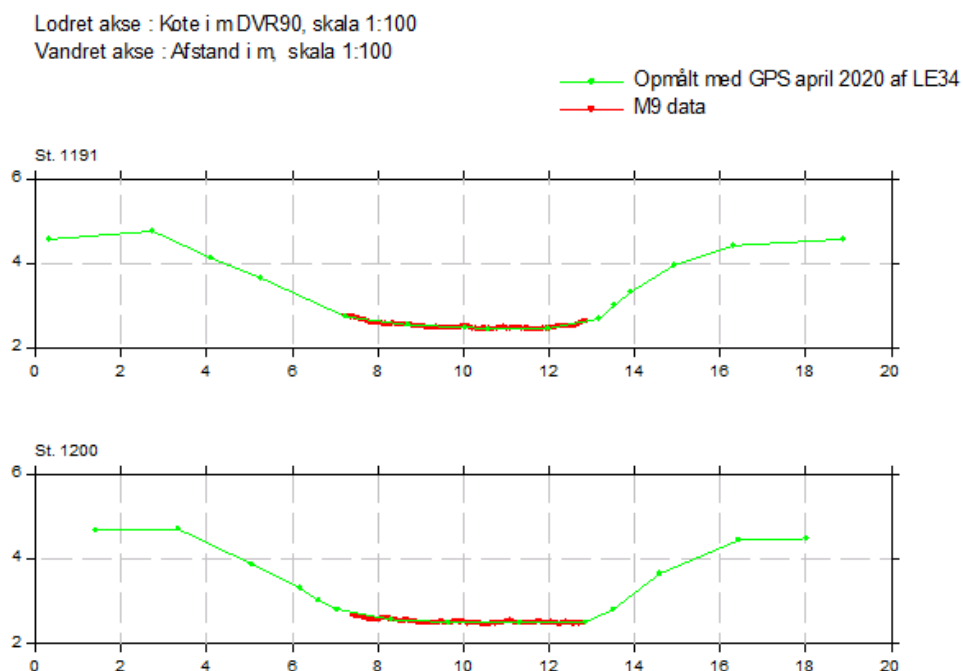 Lodret akse : Kote i m DVR90, skala 1:100
Vandret akse : Afstand i m, skala 1:100
Opmålt med GPS april 2020 af LE34
M9 data
St. 1191
6
4
2
0 2 4 6 8 10 12 14 16 18 20
St. 1200
6
4
2
0 2 4 6 8 10 12 14 16 18 20